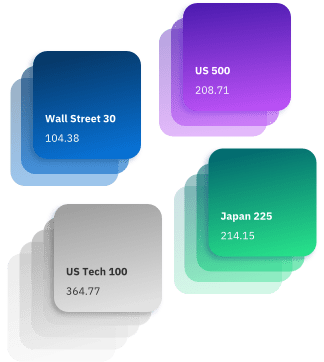 US 500
208.71
Wall Street 30
104.38
Japan 225
214.15
US Tech 100
364.77